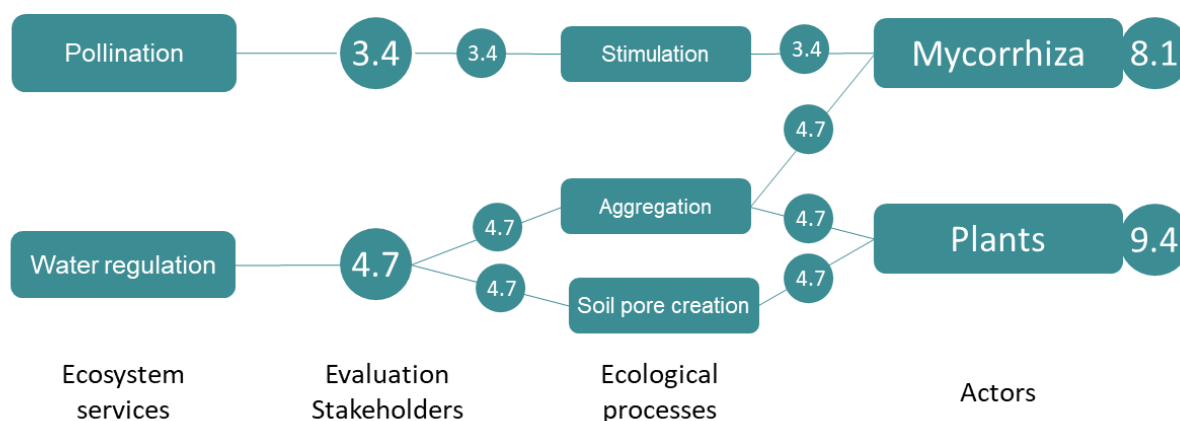 Pollination
3.4
3.4
Stimulation
3.4
Mycorrhiza
8.1
4.7
Water regulation
4.7
4.7
4.7
Aggregation
Soil pore creation
4.7
4.7
Plants
9.4
Ecosystem
services
Evaluation
Stakeholders
Ecological
processes
Actors